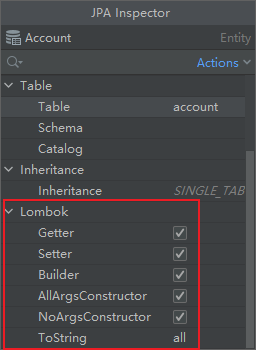 JPA Inspector
Account Entity
Actions
Table
Table account
Schema
Catalog
Inheritance
Inheritance SINGLE_TAB
Lombok
Getter
Setter
Builder
AllArgsConstructor
NoArgsConstructor
ToString all